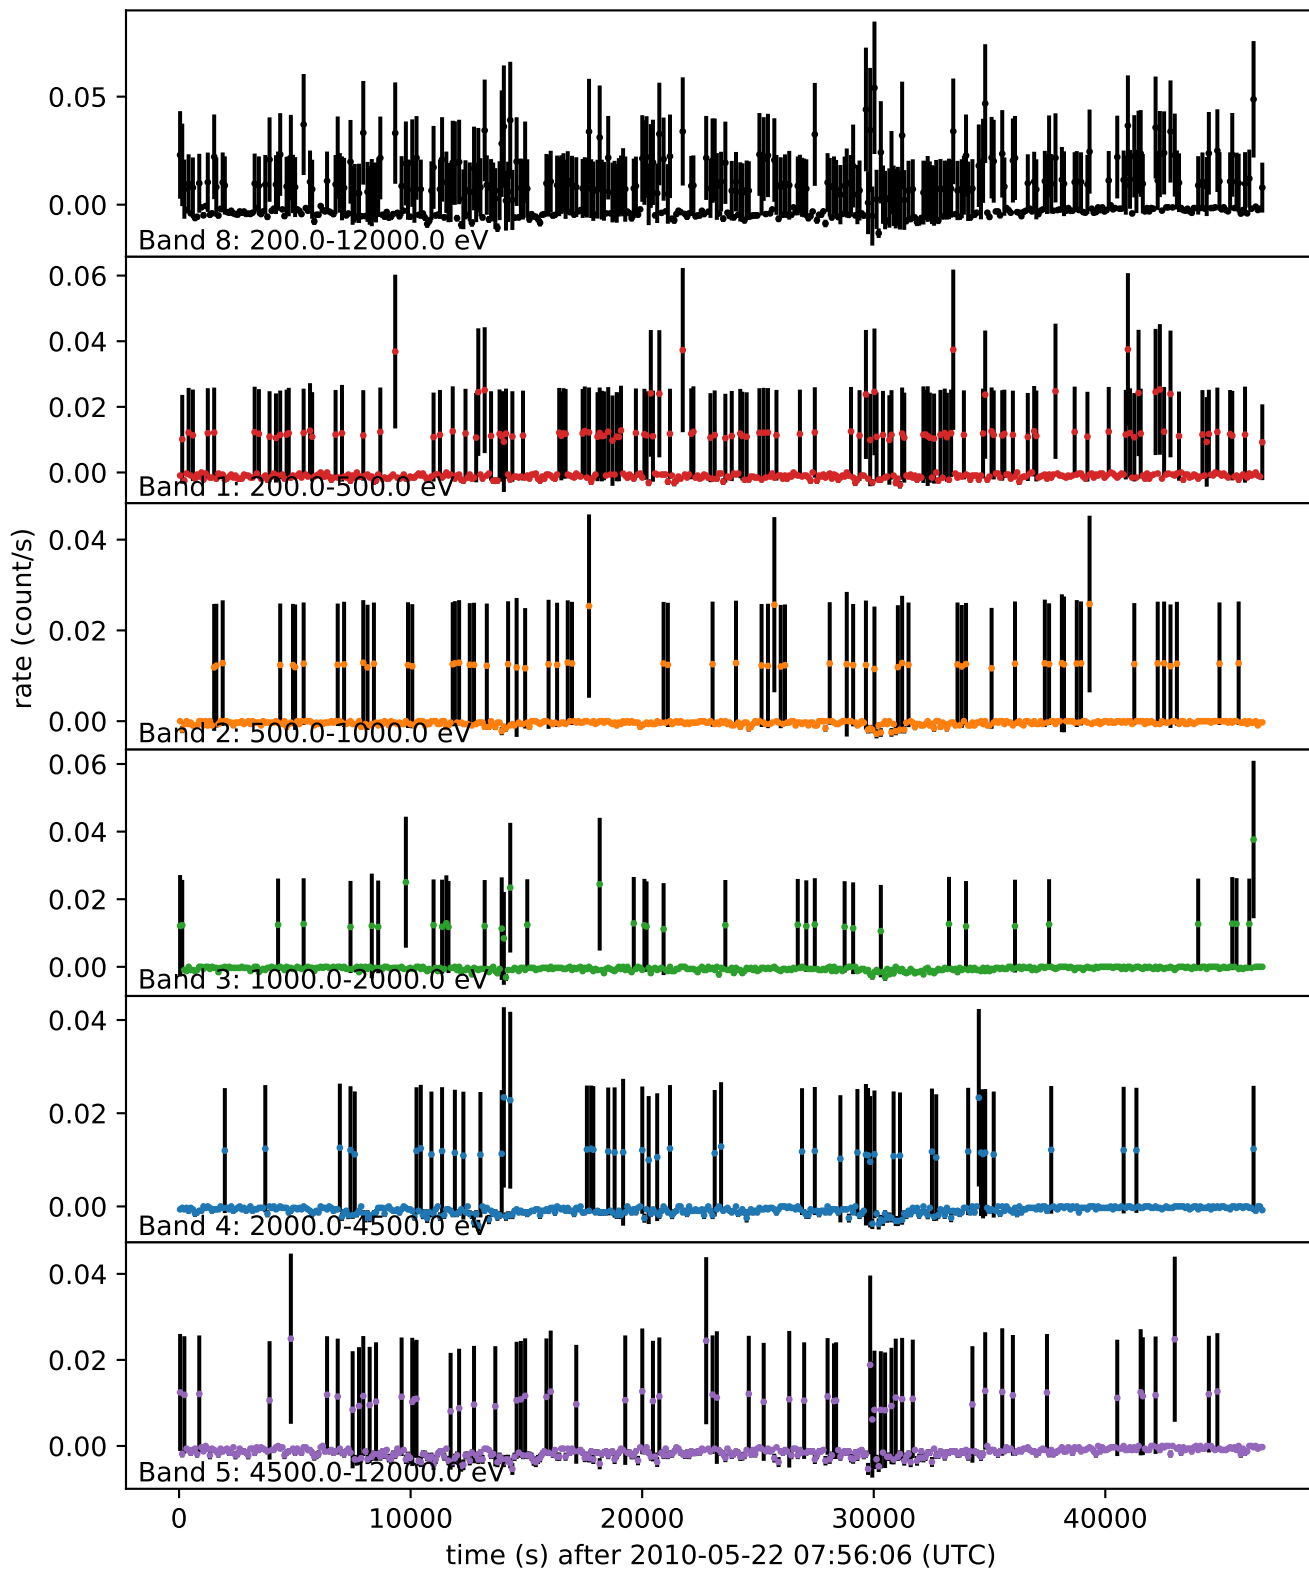 0.05
0.00
Band 8: 200.0-12000.0 eV
0.06
0.04
0.02
0.00
Band 1: 200.0-500.0 eV
0.04
0.02
0.00
Band 2: 500.0-1000.0 eV
rate (count/s)
0.06
0.04
0.02
0.00
Band 3: 1000.0-2000.0 eV
0.04
0.02
0.00
Band 4: 2000.0-4500.0 eV
0.04
0.02
0.00
Band 5: 4500.0-12000.0 eV
0 10000 20000 30000 40000
time (s) after 2010-05-22 07:56:06 (UTC)